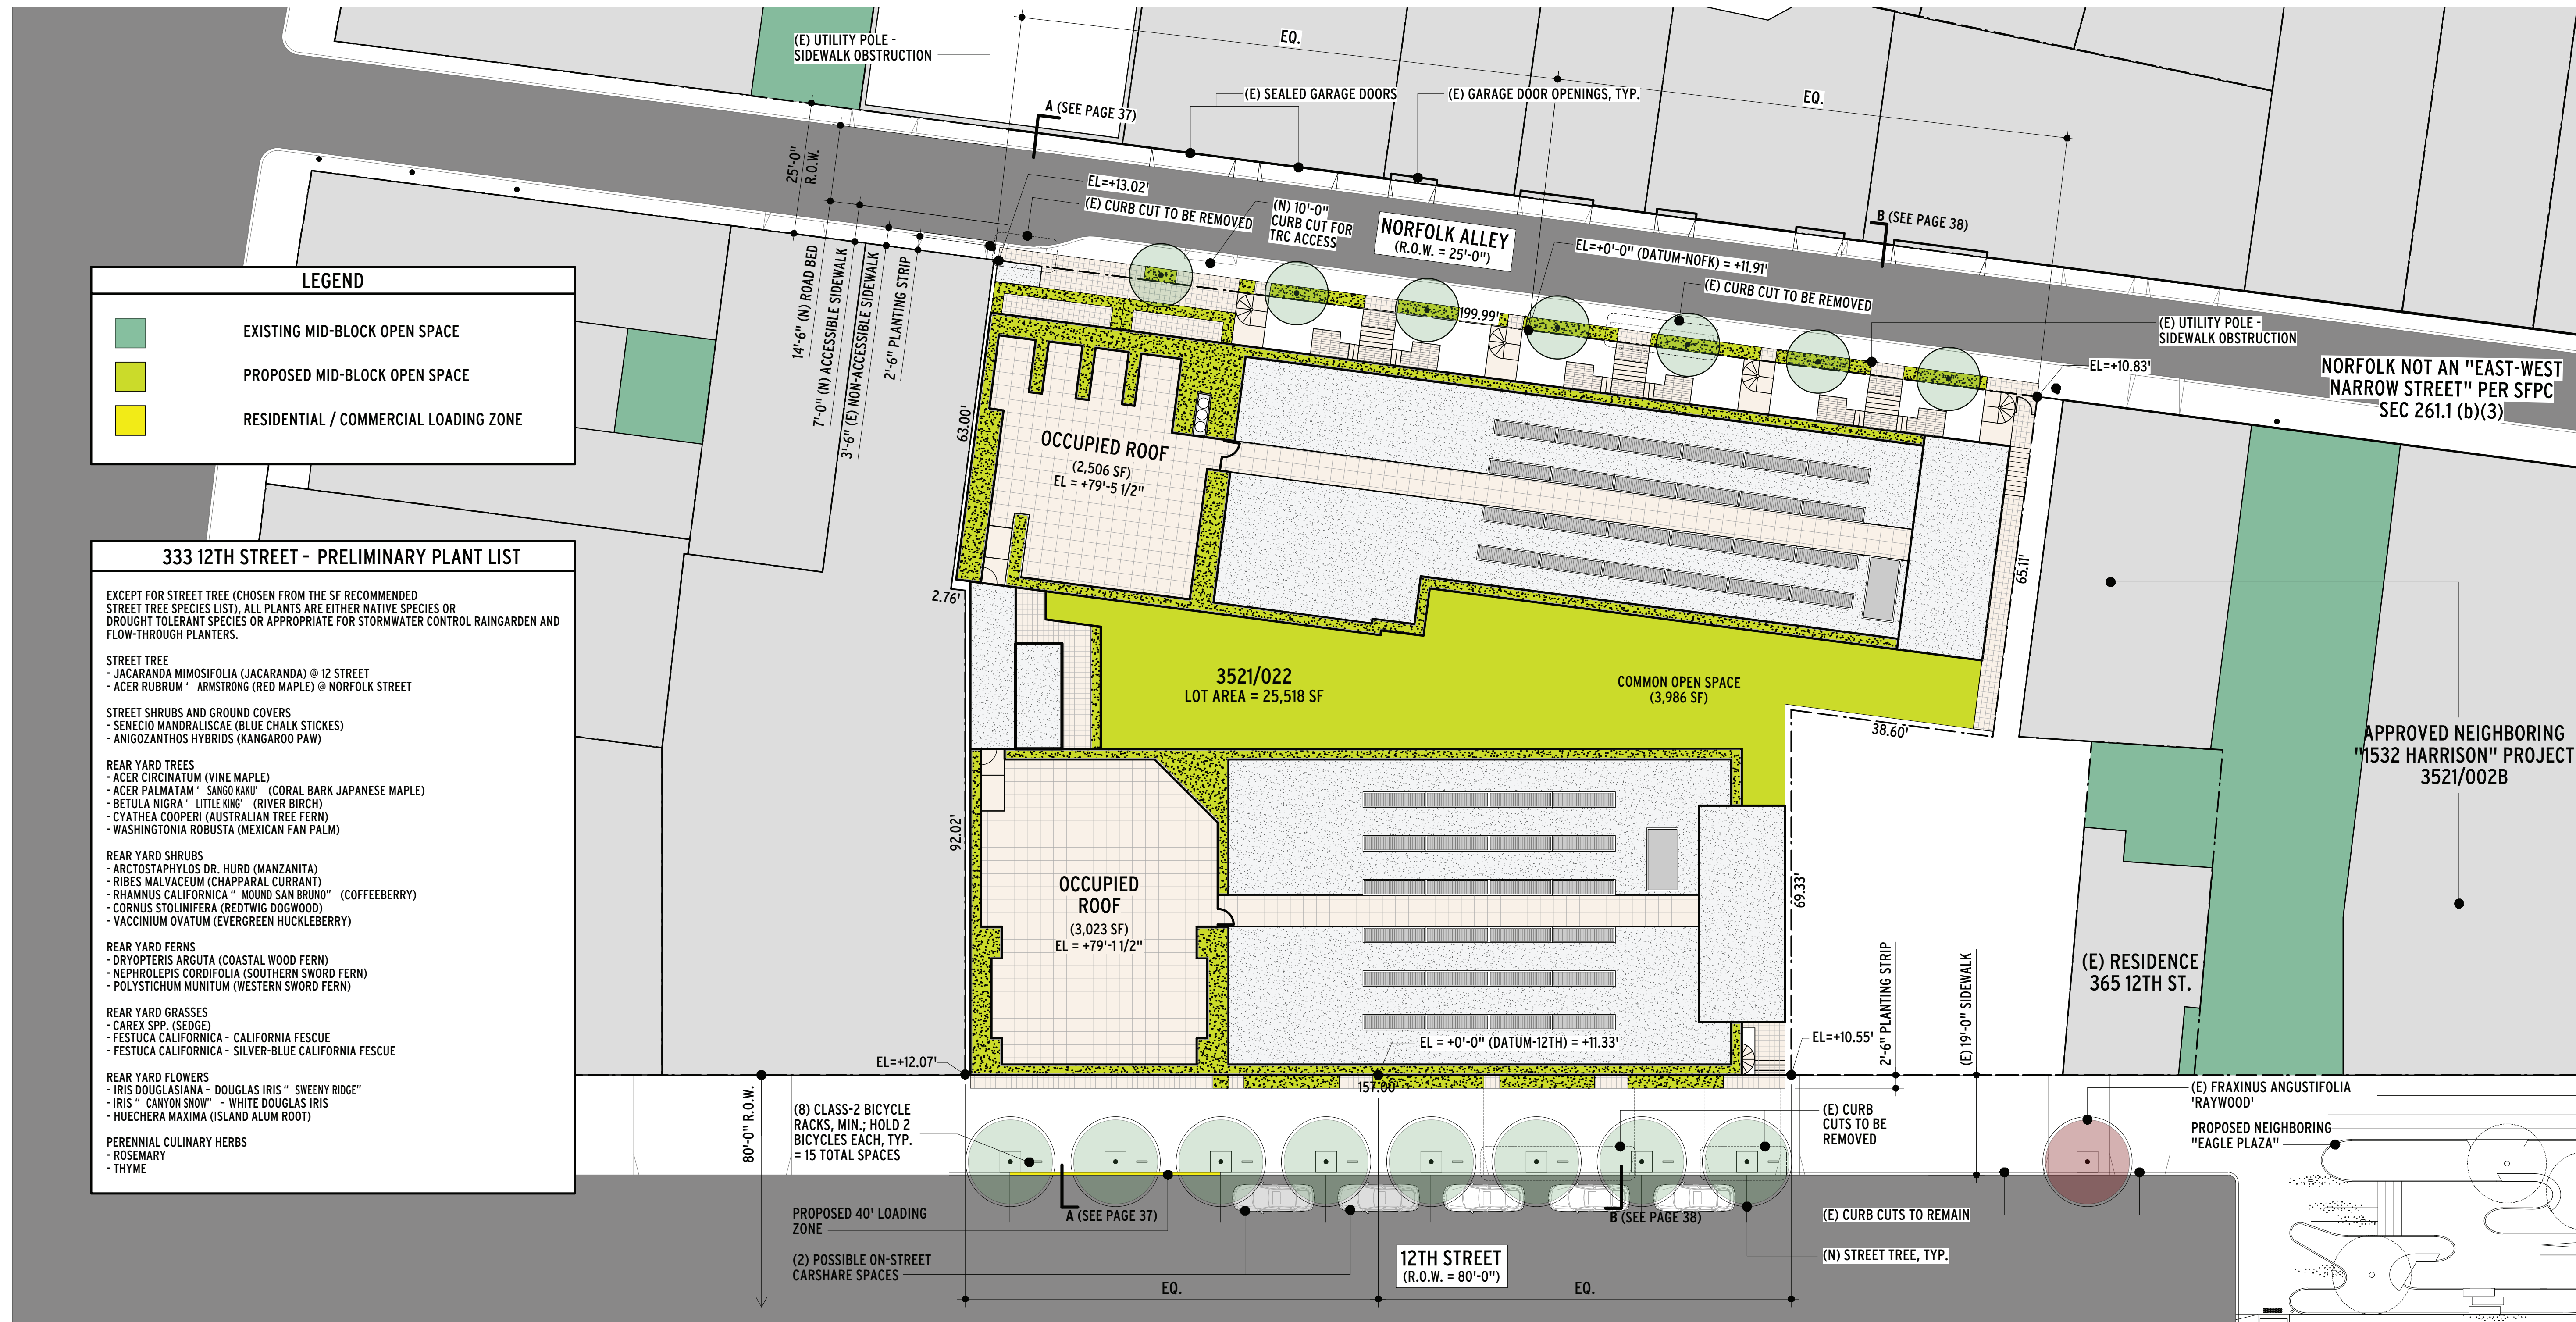 (E) UTILITY POLE -
SIDEWALK OBSTRUCTION
EQ.
EQ.
A (SEE PAGE 37)
(E) SEALED GARAGE DOORS
(E) GARAGE DOOR OPENINGS, TYP.
25'-0"
R.O.W.
EL=+13.02'
(E) CURB CUT TO BE REMOVED
(N) 10'-0"
CURB CUT FOR
TRC ACCESS
NORFOLK ALLEY
(R.O.W. = 25'-0")
B (SEE PAGE 38)
EL=+0'-0" (DATUM-NOFK) = +11.91'
(E) CURB CUT TO BE REMOVED
199.99'
(E) UTILITY POLE -
SIDEWALK OBSTRUCTION
EL=+10.83'
NORFOLK NOT AN "EAST-WEST
NARROW STREET" PER SFPC
SEC 261.1 (b)(3)
14'-6" (N) ROAD BED
7'-0" (N) ACCESSIBLE SIDEWALK
3'-6" (E) NON-ACCESSIBLE SIDEWALK
2'-6" PLANTING STRIP
LEGEND
EXISTING MID-BLOCK OPEN SPACE
PROPOSED MID-BLOCK OPEN SPACE
RESIDENTIAL / COMMERCIAL LOADING ZONE
63.00'
OCCUPIED ROOF
(2,506 SF)
EL = +79'-5 1/2"
65.11'
2.76'
333 12TH STREET - PRELIMINARY PLANT LIST
EXCEPT FOR STREET TREE (CHOSEN FROM THE SF RECOMMENDED
STREET TREE SPECIES LIST), ALL PLANTS ARE EITHER NATIVE SPECIES OR
DROUGHT TOLERANT SPECIES OR APPROPRIATE FOR STORMWATER CONTROL RAINGARDEN AND
FLOW-THROUGH PLANTERS.
STREET TREE
- JACARANDA MIMOSIFOLIA (JACARANDA) @ 12 STREET
- ACER RUBRUM ' ARMSTRONG (RED MAPLE) @ NORFOLK STREET
STREET SHRUBS AND GROUND COVERS
- SENECIO MANDRALISCAE (BLUE CHALK STICKES)
- ANIGOZANTHOS HYBRIDS (KANGAROO PAW)
REAR YARD TREES
- ACER CIRCINATUM (VINE MAPLE)
- ACER PALMATAM ' SANGO KAKU' (CORAL BARK JAPANESE MAPLE)
- BETULA NIGRA ' LITTLE KING' (RIVER BIRCH)
- CYATHEA COOPERI (AUSTRALIAN TREE FERN)
- WASHINGTONIA ROBUSTA (MEXICAN FAN PALM)
REAR YARD SHRUBS
- ARCTOSTAPHYLOS DR. HURD (MANZANITA)
- RIBES MALVACEUM (CHAPPARAL CURRANT)
- RHAMNUS CALIFORNICA " MOUND SAN BRUNO" (COFFEEBERRY)
- CORNUS STOLINIFERA (REDTWIG DOGWOOD)
- VACCINIUM OVATUM (EVERGREEN HUCKLEBERRY)
REAR YARD FERNS
- DRYOPTERIS ARGUTA (COASTAL WOOD FERN)
- NEPHROLEPIS CORDIFOLIA (SOUTHERN SWORD FERN)
- POLYSTICHUM MUNITUM (WESTERN SWORD FERN)
REAR YARD GRASSES
- CAREX SPP. (SEDGE)
- FESTUCA CALIFORNICA - CALIFORNIA FESCUE
- FESTUCA CALIFORNICA - SILVER-BLUE CALIFORNIA FESCUE
REAR YARD FLOWERS
- IRIS DOUGLASIANA - DOUGLAS IRIS " SWEENY RIDGE"
- IRIS " CANYON SNOW" - WHITE DOUGLAS IRIS
- HUECHERA MAXIMA (ISLAND ALUM ROOT)
PERENNIAL CULINARY HERBS
- ROSEMARY
- THYME
3521/022
LOT AREA = 25,518 SF
COMMON OPEN SPACE
(3,986 SF)
38.60'
APPROVED NEIGHBORING
"1532 HARRISON" PROJECT
3521/002B
92.02'
OCCUPIED
ROOF
(3,023 SF)
EL = +79'-1 1/2"
69.33'
2'-6" PLANTING STRIP
(E) 19'-0" SIDEWALK
(E) RESIDENCE
365 12TH ST.
EL=+12.07'
EL = +0'-0" (DATUM-12TH) = +11.33'
EL=+10.55'
157.00'
80'-0" R.O.W.
(8) CLASS-2 BICYCLE
RACKS, MIN.; HOLD 2
BICYCLES EACH, TYP.
= 15 TOTAL SPACES
(E) CURB
CUTS TO BE
REMOVED
(E) FRAXINUS ANGUSTIFOLIA
'RAYWOOD'
PROPOSED NEIGHBORING
"EAGLE PLAZA"
PROPOSED 40' LOADING
ZONE
A (SEE PAGE 37)
B (SEE PAGE 38)
(E) CURB CUTS TO REMAIN
(2) POSSIBLE ON-STREET
CARSHARE SPACES
12TH STREET
(R.O.W. = 80'-0")
(N) STREET TREE, TYP.
EQ.
EQ.